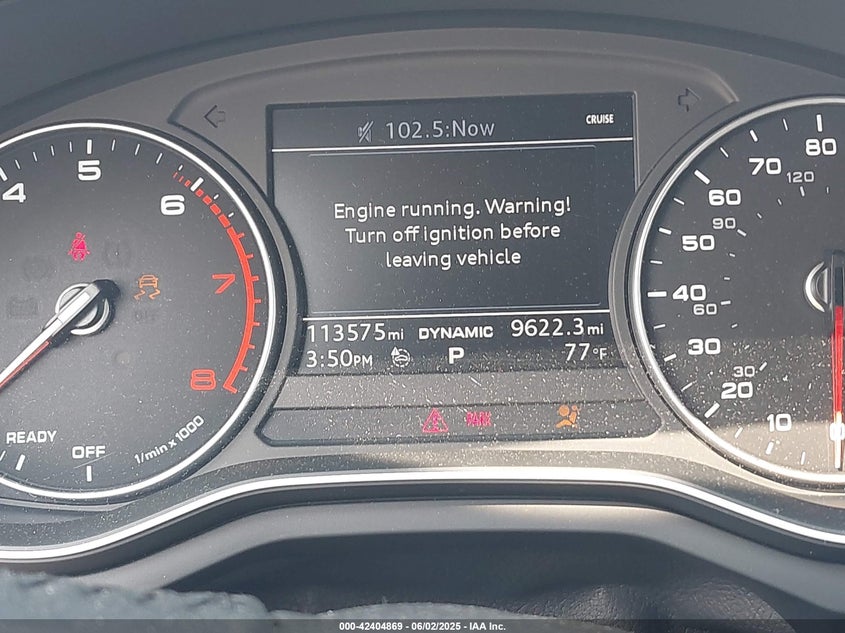 102.5:Now
CRUISE
Engine running. Warning!
Turn off ignition before
leaving vehicle
113575mi DYNAMIC 9622.3mi
3:50PM P 77°F
4
5
6
7
8
READY
OFF
1/min x 1000
PARK
80
70
120
60
90
50
40
60
30
30
20
10
0
000-42404869 - 06/02/2025 - IAA Inc.